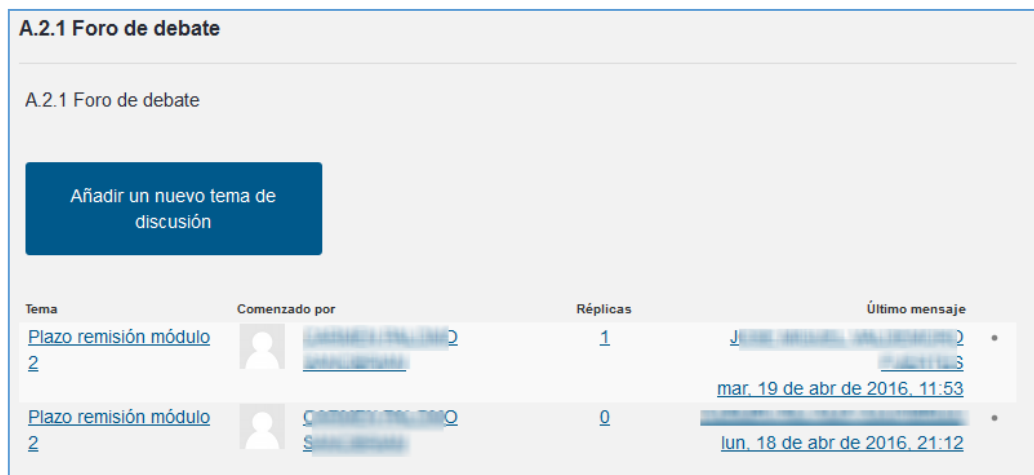 A.2.1 Foro de debate
A.2.1 Foro de debate
Añadir un nuevo tema de
discusión
Tema Comenzado por Réplicas Último mensaje
Plazo remisión módulo 1
2
mar, 19 de abr de 2016, 11:53
Plazo remisión módulo 0
2 lun, 18 de abr de 2016, 21:12